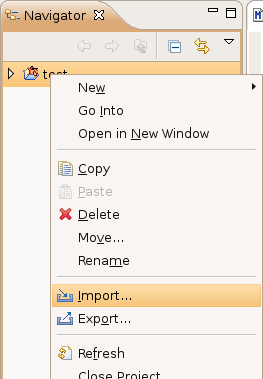 Navigator
test
New
Go Into
Open in New Window
Copy
Paste
Delete
Move...
Rename
Import...
Export...
Refresh
Close Project